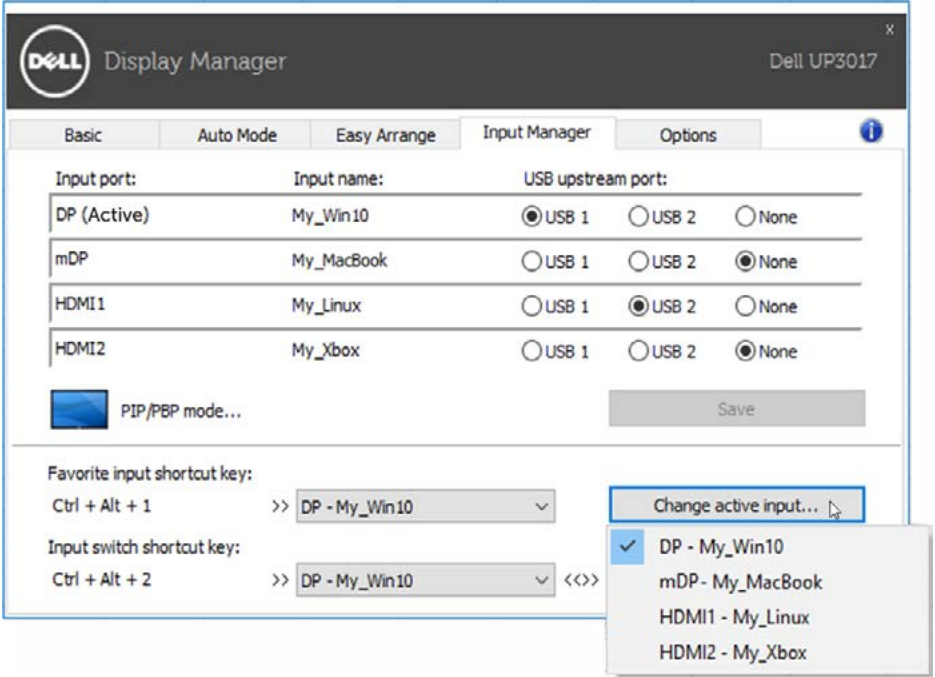 x
DELL Display Manager Dell UP3017
Basic Auto Mode Easy Arrange Input Manager Options i
Input port: Input name: USB upstream port:
DP (Active) My_Win10 USB 1 USB 2 None
mDP My_MacBook USB 1 USB 2 None
HDMI1 My_Linux USB 1 USB 2 None
HDMI2 My_Xbox USB 1 USB 2 None
PIP/PBP mode... Save
Favorite input shortcut key:
Ctrl + Alt + 1 >> DP - My_Win10 Change active input...
Input switch shortcut key:
Ctrl + Alt + 2 >> DP - My_Win10 <<>>
DP - My_Win10
mDP- My_MacBook
HDMI1 - My_Linux
HDMI2 - My_Xbox